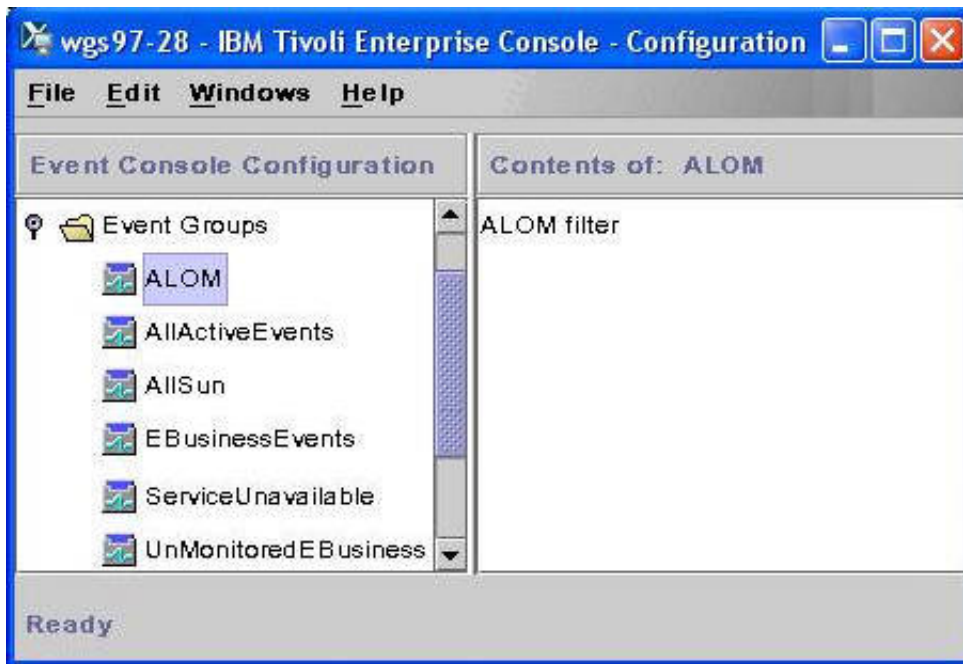 wgs97-28 - IBM Tivoli Enterprise Console - Configuration
File Edit Windows Help
Event Console Configuration
Contents of: ALOM
Event Groups
ALOM filter
ALOM
AllActiveEvents
AllSun
EBusinessEvents
ServiceUnavailable
UnMonitoredEBusiness
Ready